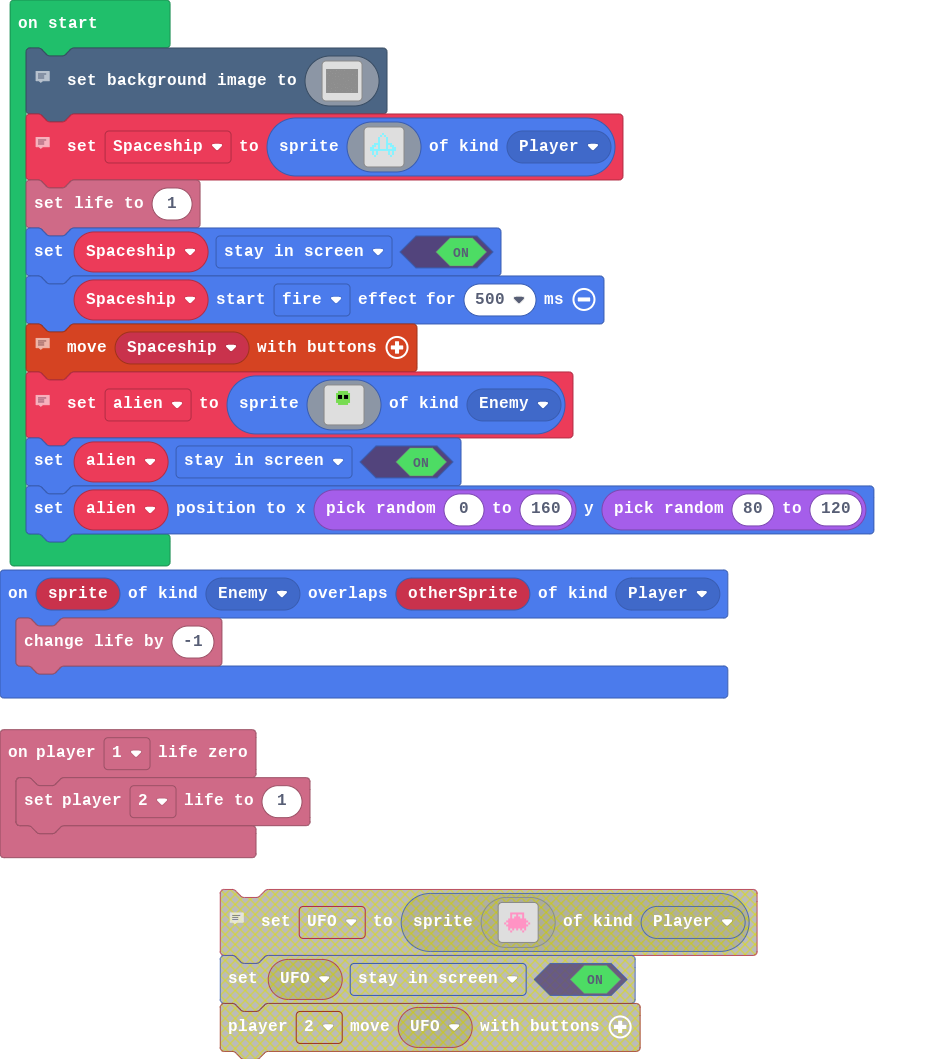 on start
set background image to
set Spaceship to sprite of kind Player
set life to 1
set Spaceship stay in screen ON
Spaceship start fire effect for 500 ms
move Spaceship with buttons
set alien to sprite of kind Enemy
set alien stay in screen ON
set alien position to x pick random 0 to 160 y pick random 80 to 120
on sprite of kind Enemy overlaps otherSprite of kind Player
change life by -1
on player 1 life zero
set player 2 life to 1
set UFO to sprite of kind Player
set UFO stay in screen ON
player 2 move UFO with buttons